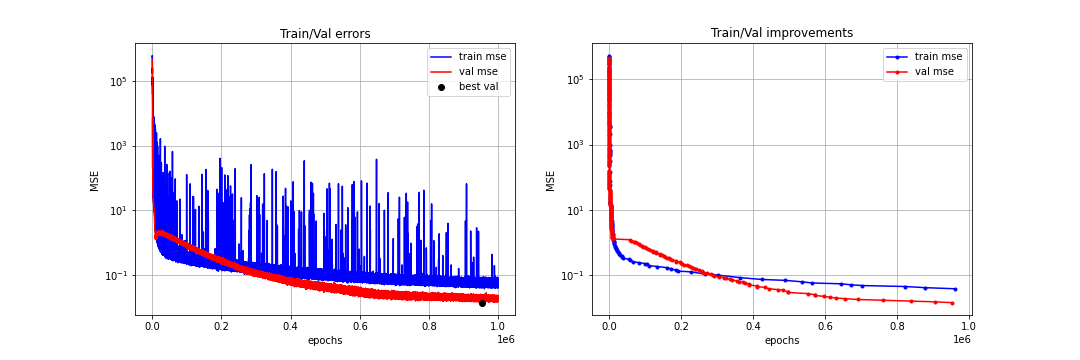 Train/Val errors
train mse
val mse
best val
MSE
10^5
10^3
10^1
10^−1
0.0 0.2 0.4 0.6 0.8 1.0
1e6
epochs
Train/Val improvements
train mse
val mse
MSE
10^5
10^3
10^1
10^−1
0.0 0.2 0.4 0.6 0.8 1.0
1e6
epochs